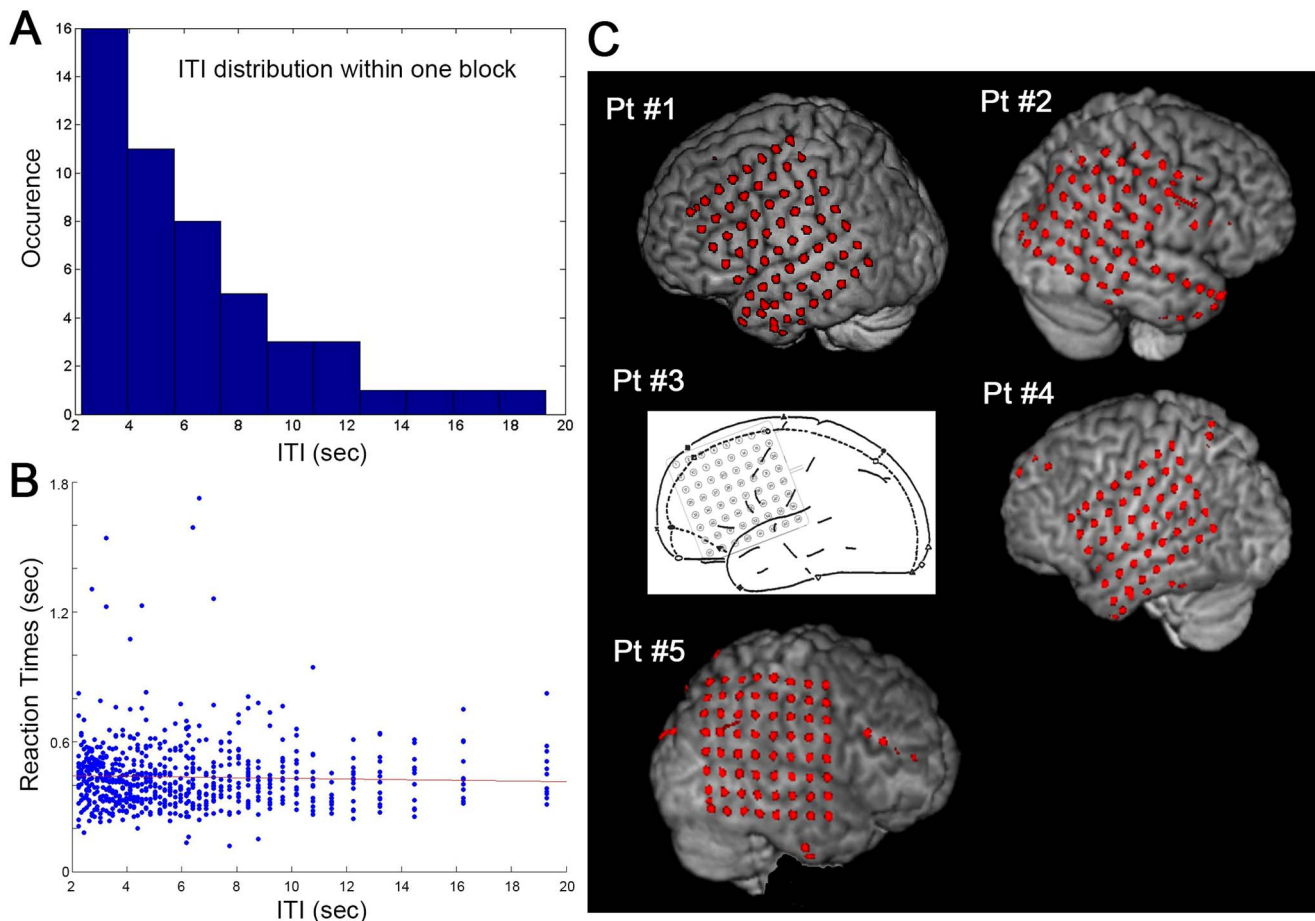 A
16
14
12
10
8
6
4
2
0
Occurence
ITI distribution within one block
2 4 6 8 10 12 14 16 18 20
ITI (sec)
B
1.8
1.2
0.6
0
Reaction Times (sec)
2 4 6 8 10 12 14 16 18 20
ITI (sec)
C
Pt #1
Pt #2
Pt #3
Pt #4
Pt #5